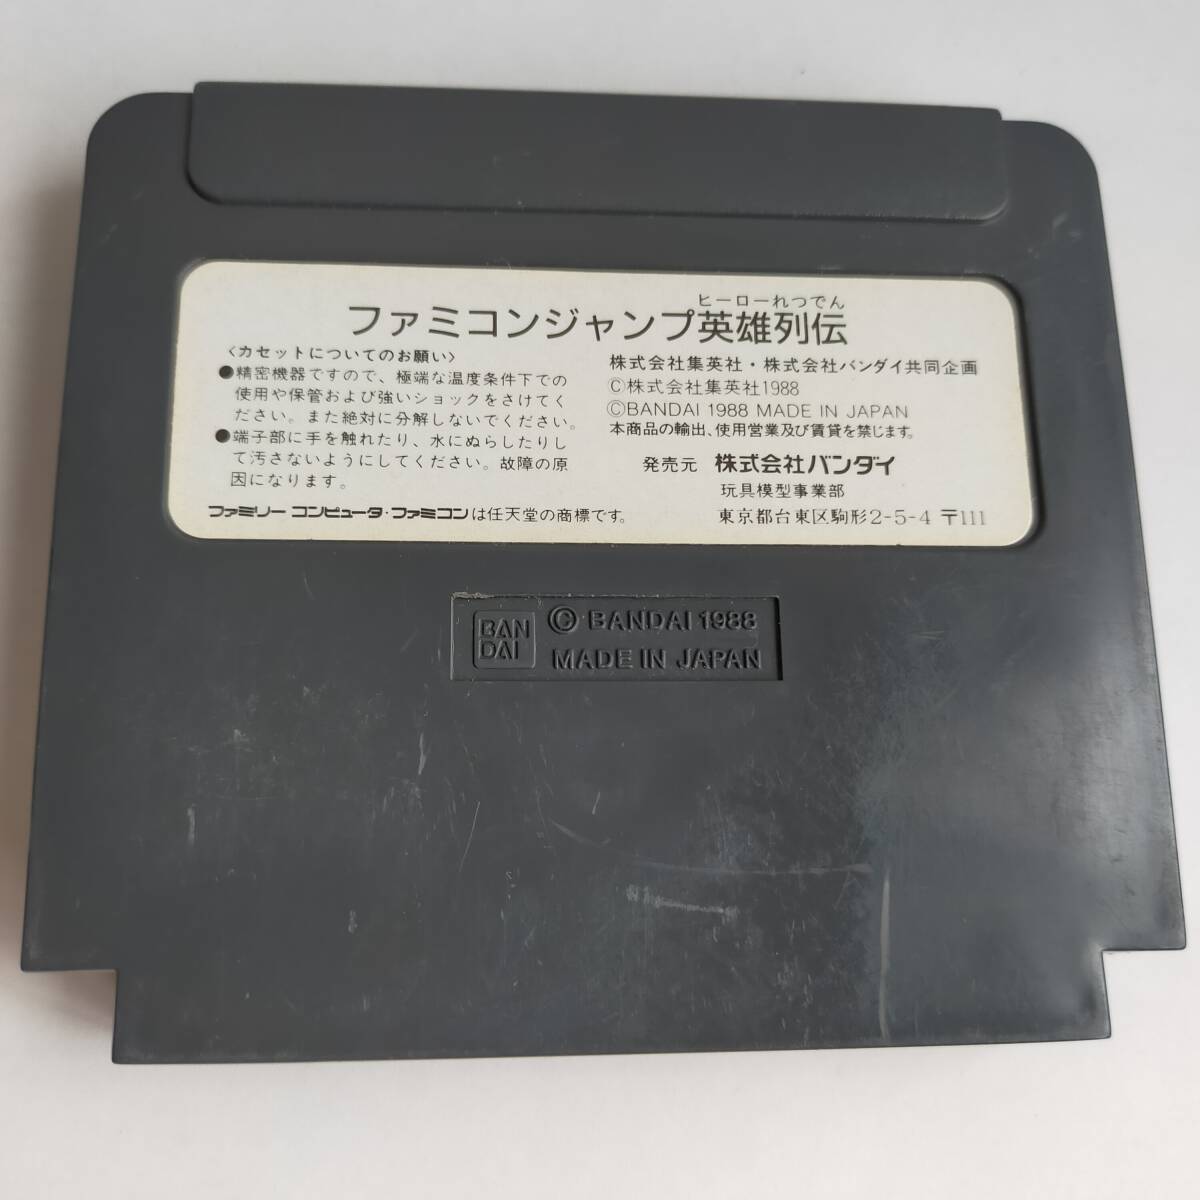 ヒーローれつでん
ファミコンジャンプ英雄列伝
〈カセットについてのお願い〉
●精密機器ですので、極端な温度条件下での
使用や保管および強いショックをさけてく
ださい。また絶対に分解しないでください。
●端子部に手を触れたり、水にぬらしたりし
て汚さないようにしてください。故障の原
因になります。
ファミリー コンピュータ・ファミコンは任天堂の商標です。
株式会社集英社・株式会社バンダイ共同企画
©株式会社集英社1988
©BANDAI 1988 MADE IN JAPAN
本商品の輸出、使用営業及び賃貸を禁じます。
発売元 株式会社バンダイ
玩具模型事業部
東京都台東区駒形2-5-4 〒111
BAN
DAI
© BANDAI 1988
MADE IN JAPAN